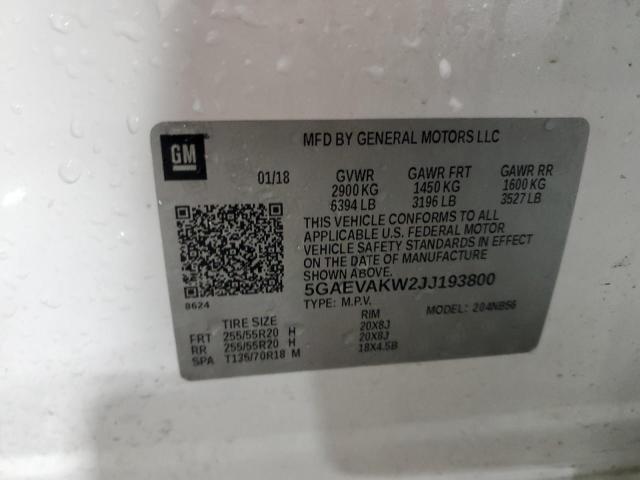 GM
MFD BY GENERAL MOTORS LLC
01/18 GVWR GAWR FRT GAWR RR
2900 KG 1450 KG 1600 KG
6394 LB 3196 LB 3527 LB
THIS VEHICLE CONFORMS TO ALL
APPLICABLE U.S. FEDERAL MOTOR
VEHICLE SAFETY STANDARDS IN EFFECT
ON THE DATE OF MANUFACTURE
SHOWN ABOVE.
8624
5GAEVAKW2JJ193800
TYPE: M.P.V. MODEL: 204NB56
TIRE SIZE RIM
FRT 255/55R20 H 20X8J
RR 255/55R20 H 20X8J
SPA T135/70R18 M 18X4.5B